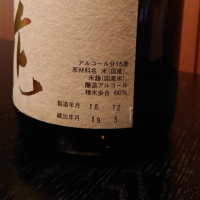 アルコール分15度
原材料名 米(国産)、
米麹(国産米)、
醸造アルコール
精米歩合 60%
製造年月 18. 12
蔵出年月 19. 3